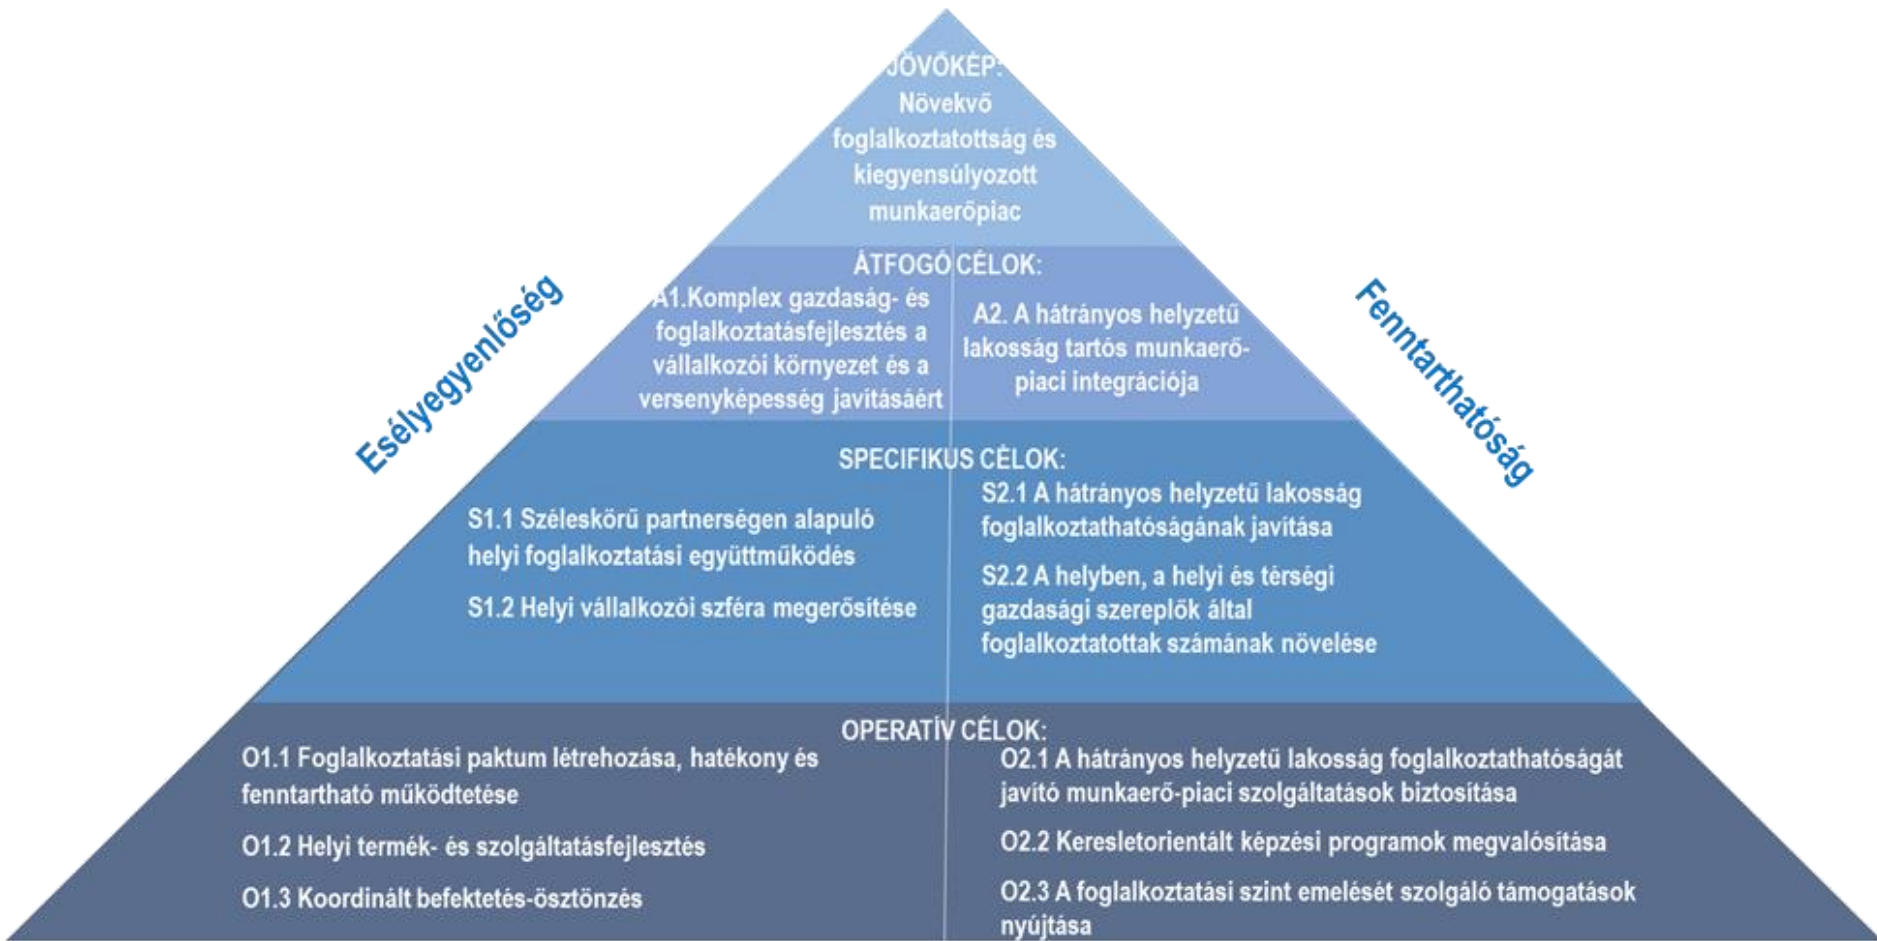 JÖVŐKÉP:
Növekvő
foglalkoztatottság és
kiegyensúlyozott
munkaerőpiac
Esélyegyenlőség
Fenntarthatóság
ÁTFOGÓ CÉLOK:
A1.Komplex gazdaság- és
foglalkoztatásfejlesztés a
vállalkozói környezet és a
versenyképesség javításáért
A2. A hátrányos helyzetű
lakosság tartós munkaerő-
piaci integrációja
SPECIFIKUS CÉLOK:
S1.1 Széleskörű partnerségen alapuló
helyi foglalkoztatási együttműködés
S1.2 Helyi vállalkozói szféra megerősítése
S2.1 A hátrányos helyzetű lakosság
foglalkoztathatóságának javítása
S2.2 A helyben, a helyi és térségi
gazdasági szereplők által
foglalkoztatottak számának növelése
OPERATÍV CÉLOK:
O1.1 Foglalkoztatási paktum létrehozása, hatékony és
fenntartható működtetése
O1.2 Helyi termék- és szolgáltatásfejlesztés
O1.3 Koordinált befektetés-ösztönzés
O2.1 A hátrányos helyzetű lakosság foglalkoztathatóságát
javító munkaerő-piaci szolgáltatások biztosítása
O2.2 Keresletorientált képzési programok megvalósítása
O2.3 A foglalkoztatási szint emelését szolgáló támogatások
nyújtása